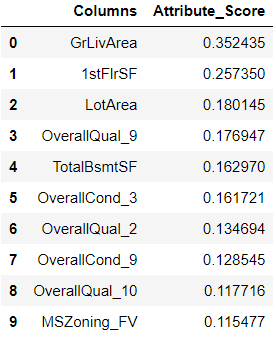 Columns Attribute_Score
0 GrLivArea 0.352435
1 1stFlrSF 0.257350
2 LotArea 0.180145
3 OverallQual_9 0.176947
4 TotalBsmtSF 0.162970
5 OverallCond_3 0.161721
6 OverallQual_2 0.134694
7 OverallCond_9 0.128545
8 OverallQual_10 0.117716
9 MSZoning_FV 0.115477